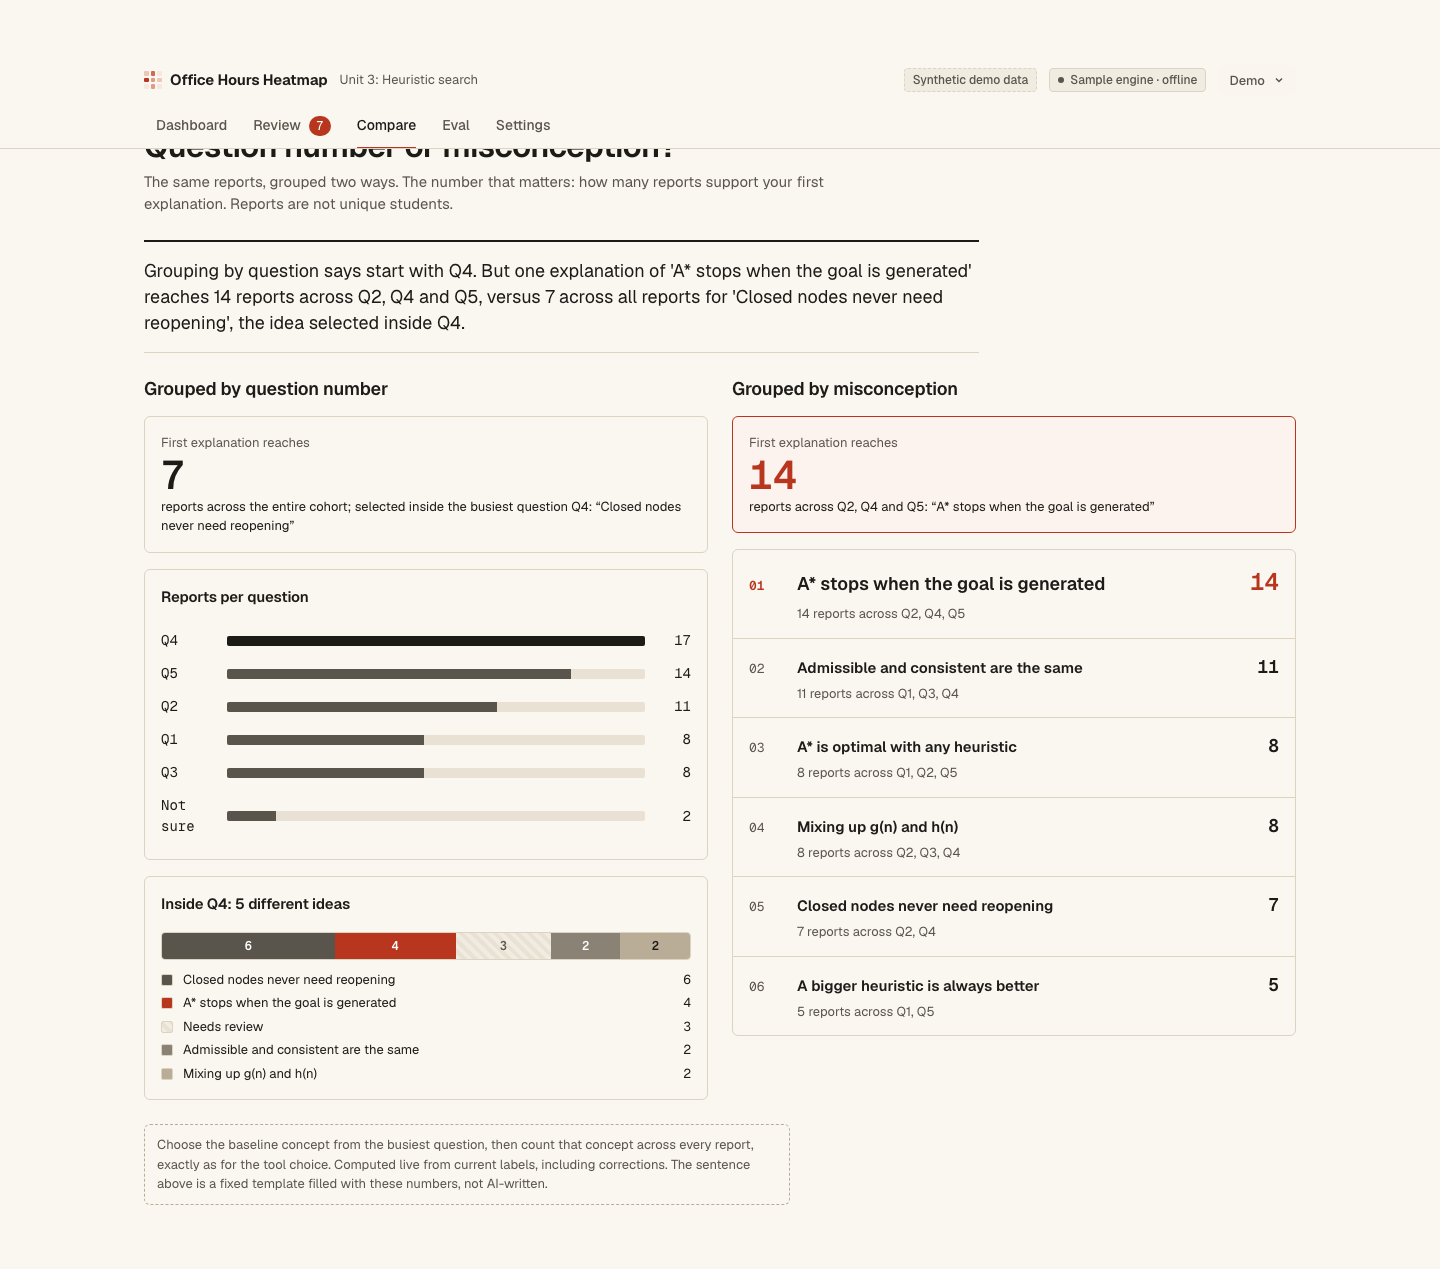 Office Hours Heatmap Unit 3: Heuristic search
Synthetic demo data
Sample engine · offline
Demo
Dashboard
Review 7
Compare
Eval
Settings
Question number or misconception?
The same reports, grouped two ways. The number that matters: how many reports support your first
explanation. Reports are not unique students.
Grouping by question says start with Q4. But one explanation of 'A* stops when the goal is generated'
reaches 14 reports across Q2, Q4 and Q5, versus 7 across all reports for 'Closed nodes never need
reopening', the idea selected inside Q4.
Grouped by question number
First explanation reaches
7
reports across the entire cohort; selected inside the busiest question Q4: “Closed nodes
never need reopening”
Reports per question
Q4 17
Q5 14
Q2 11
Q1 8
Q3 8
Not
sure 2
Inside Q4: 5 different ideas
6 4 3 2 2
Closed nodes never need reopening 6
A* stops when the goal is generated 4
Needs review 3
Admissible and consistent are the same 2
Mixing up g(n) and h(n) 2
Grouped by misconception
First explanation reaches
14
reports across Q2, Q4 and Q5: “A* stops when the goal is generated”
01 A* stops when the goal is generated 14
14 reports across Q2, Q4, Q5
02 Admissible and consistent are the same 11
11 reports across Q1, Q3, Q4
03 A* is optimal with any heuristic 8
8 reports across Q1, Q2, Q5
04 Mixing up g(n) and h(n) 8
8 reports across Q2, Q3, Q4
05 Closed nodes never need reopening 7
7 reports across Q2, Q4
06 A bigger heuristic is always better 5
5 reports across Q1, Q5
Choose the baseline concept from the busiest question, then count that concept across every report,
exactly as for the tool choice. Computed live from current labels, including corrections. The sentence
above is a fixed template filled with these numbers, not AI-written.